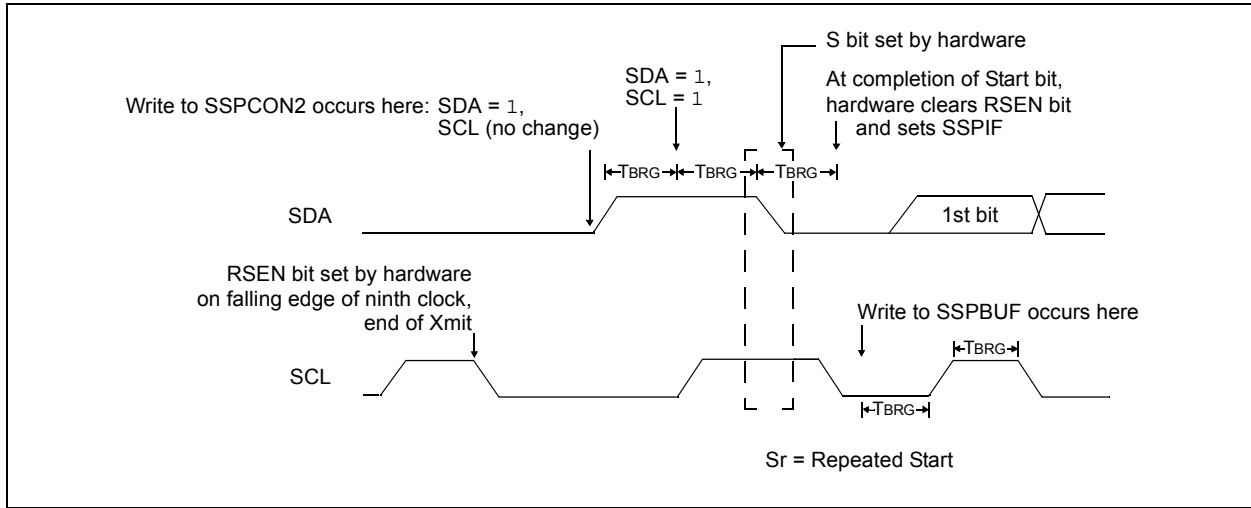 S bit set by hardware
SDA = 1,
SCL = 1
At completion of Start bit,
hardware clears RSEN bit
and sets SSPIF
Write to SSPCON2 occurs here: SDA = 1,
SCL (no change)
TBRG
TBRG
TBRG
SDA
1st bit
RSEN bit set by hardware
on falling edge of ninth clock,
end of Xmit
Write to SSPBUF occurs here
TBRG
SCL
TBRG
Sr = Repeated Start